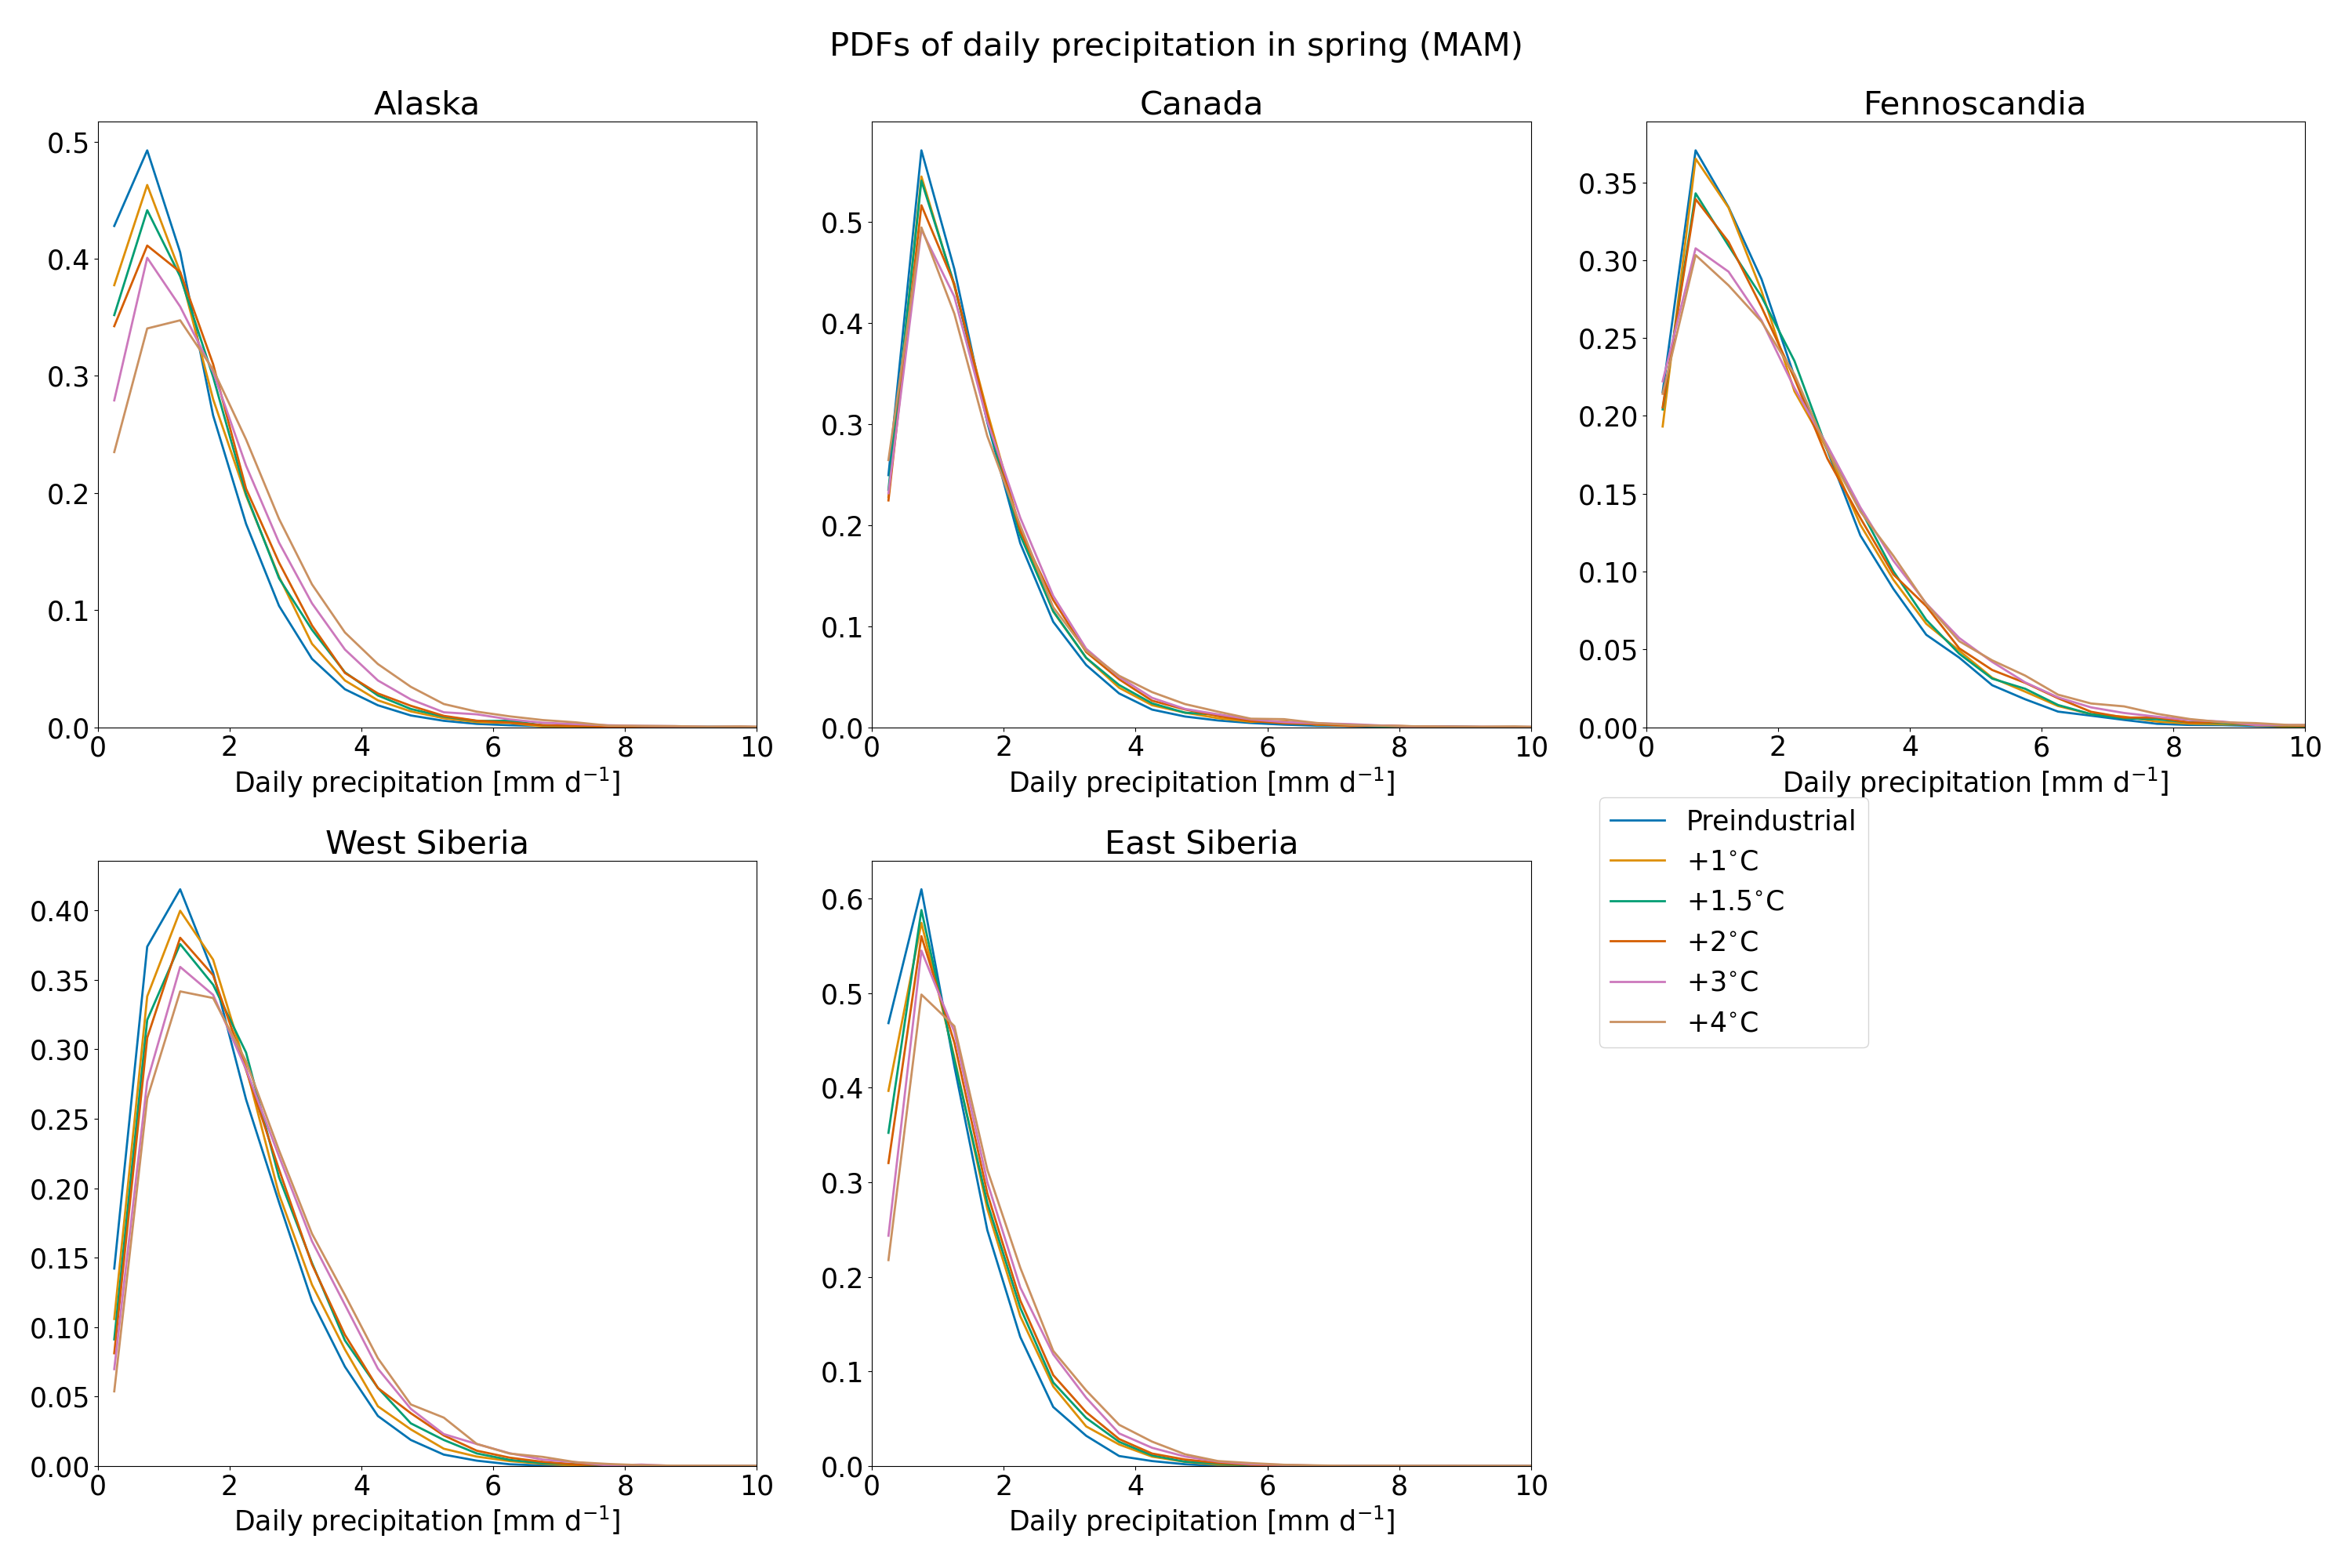 PDFs of daily precipitation in spring (MAM)
Alaska
0.5
0.4
0.3
0.2
0.1
0.0
0 2 4 6 8 10
Daily precipitation [mm d⁻¹]
Canada
0.5
0.4
0.3
0.2
0.1
0.0
0 2 4 6 8 10
Daily precipitation [mm d⁻¹]
Fennoscandia
0.35
0.30
0.25
0.20
0.15
0.10
0.05
0.00
0 2 4 6 8 10
Daily precipitation [mm d⁻¹]
Preindustrial
+1°C
+1.5°C
+2°C
+3°C
+4°C
West Siberia
0.40
0.35
0.30
0.25
0.20
0.15
0.10
0.05
0.00
0 2 4 6 8 10
Daily precipitation [mm d⁻¹]
East Siberia
0.6
0.5
0.4
0.3
0.2
0.1
0.0
0 2 4 6 8 10
Daily precipitation [mm d⁻¹]